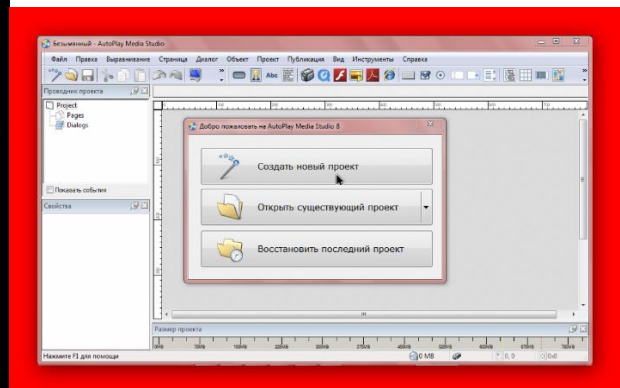 Безымянный - AutoPlay Media Studio
Файл Правка Выравнивание Страница Диалог Объект Проект Публикация Вид Инструменты Справка
Проводник проекта
Project
Pages
Dialogs
Показать события
Свойства
Добро пожаловать на AutoPlay Media Studio 8
Создать новый проект
Открыть существующий проект
Восстановить последний проект
Размер проекта
Нажмите F1 для помощи
0 MB